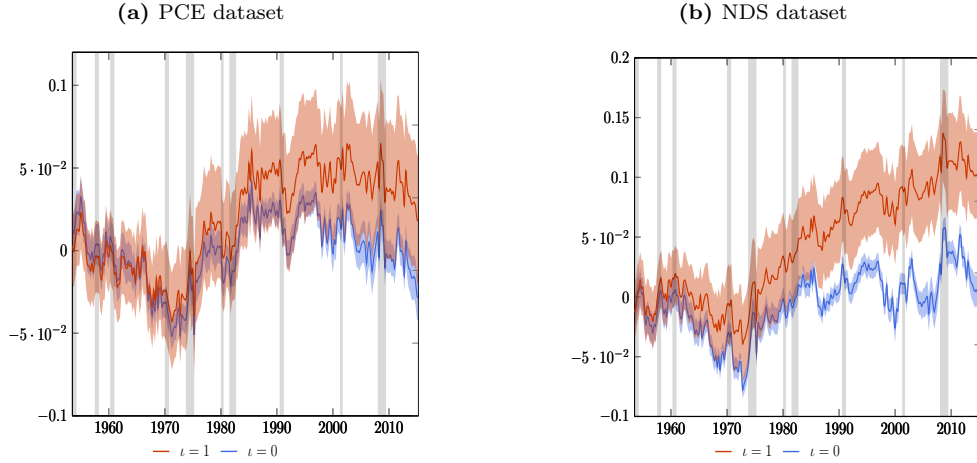 (a) PCE dataset
(b) NDS dataset
0.1
5 · 10⁻²
0
−5 · 10⁻²
−0.1
1960 1970 1980 1990 2000 2010
ι = 1 ι = 0
0.2
0.15
0.1
5 · 10⁻²
0
−5 · 10⁻²
−0.1
1960 1970 1980 1990 2000 2010
ι = 1 ι = 0